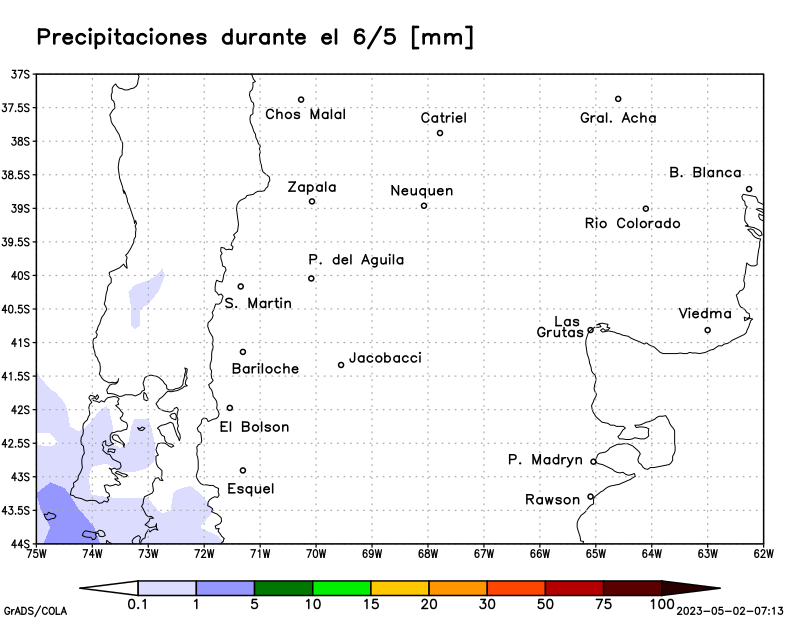 Precipitaciones durante el 6/5 [mm]
37S
37.5S
38S
38.5S
39S
39.5S
40S
40.5S
41S
41.5S
42S
42.5S
43S
43.5S
44S
Chos Malal
Catriel
Gral. Acha
B. Blanca
Zapala
Neuquen
Rio Colorado
P. del Aguila
S. Martin
Viedma
Las
Grutas
Jacobacci
Bariloche
El Bolson
P. Madryn
Esquel
Rawson
75W 74W 73W 72W 71W 70W 69W 68W 67W 66W 65W 64W 63W 62W
0.1 1 5 10 15 20 30 50 75 100
GrADS/COLA
2023-05-02-07:13